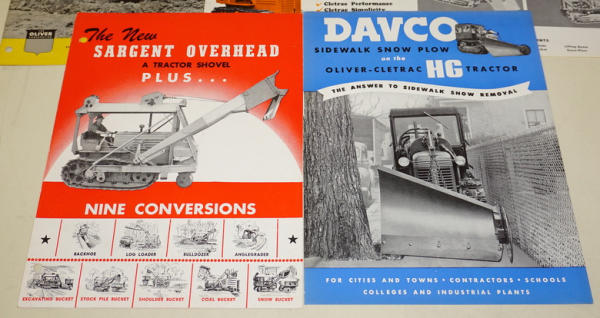 Cletrac Performance
Cletrac Simplicity
OLIVER
The New
SARGENT OVERHEAD
A TRACTOR SHOVEL
PLUS...
NINE CONVERSIONS
BACKHOE
LOG LOADER
BULLDOZER
ANGLEGRADER
EXCAVATING BUCKET
STOCK PILE BUCKET
SHOULDER BUCKET
COAL BUCKET
SNOW BUCKET
DAVCO
SIDEWALK SNOW PLOW
on the
OLIVER-CLETRAC HG TRACTOR
THE ANSWER TO SIDEWALK SNOW REMOVAL
FOR CITIES AND TOWNS • CONTRACTORS • SCHOOLS
COLLEGES AND INDUSTRIAL PLANTS